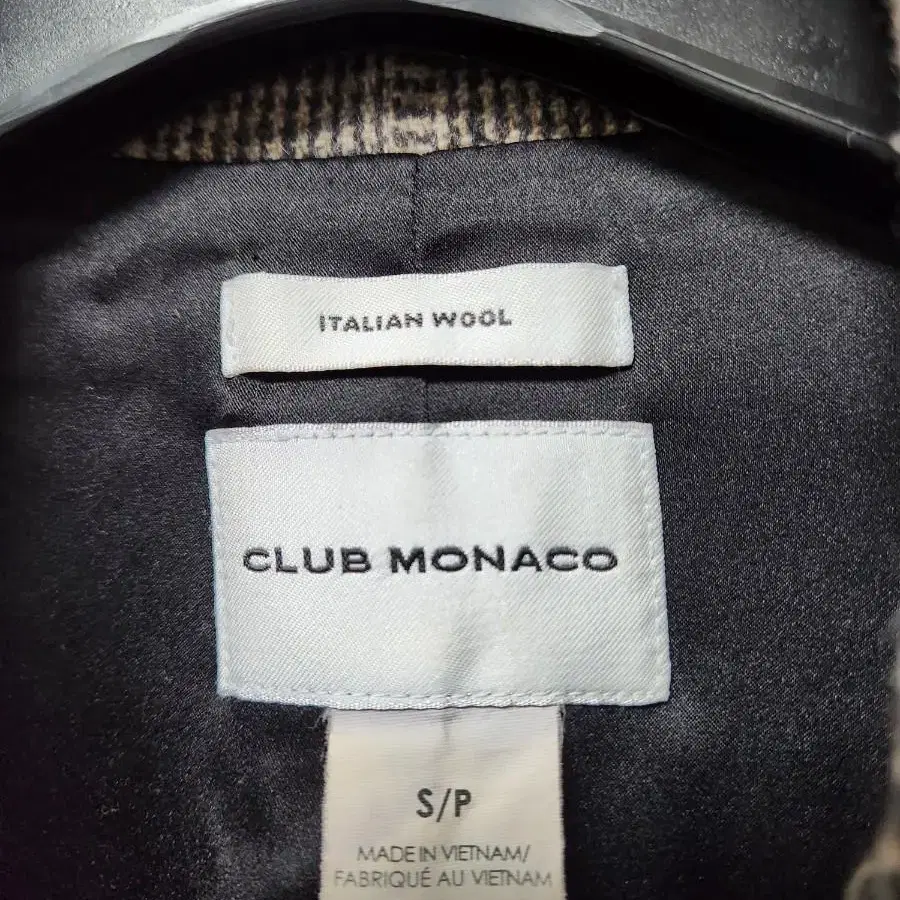 ITALIAN WOOL
CLUB MONACO
S/P
MADE IN VIETNAM/
FABRIQUÉ AU VIETNAM